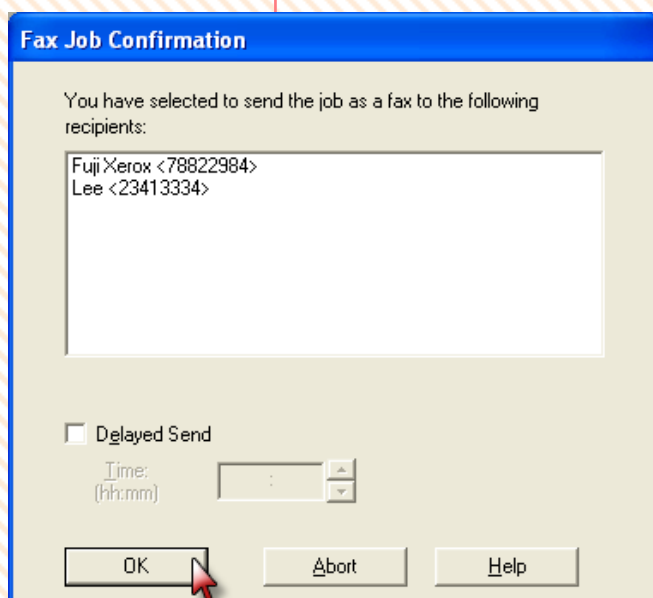 Fax Job Confirmation
You have selected to send the job as a fax to the following
recipients:
Fuji Xerox <78822984>
Lee <23413334>
Delayed Send
Time:
(hh:mm)
:
OK
Abort
Help